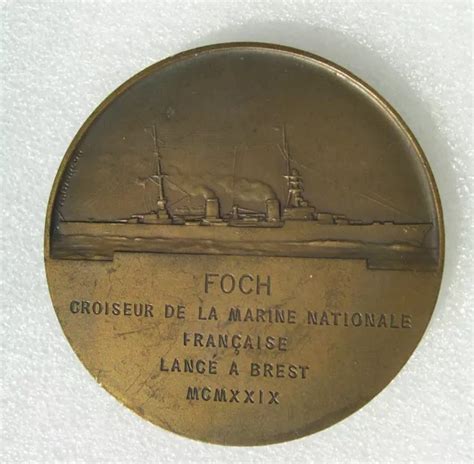 FOCH
CROISEUR DE LA MARINE NATIONALE
FRANÇAISE
LANCÉ A BREST
MCMXXIX